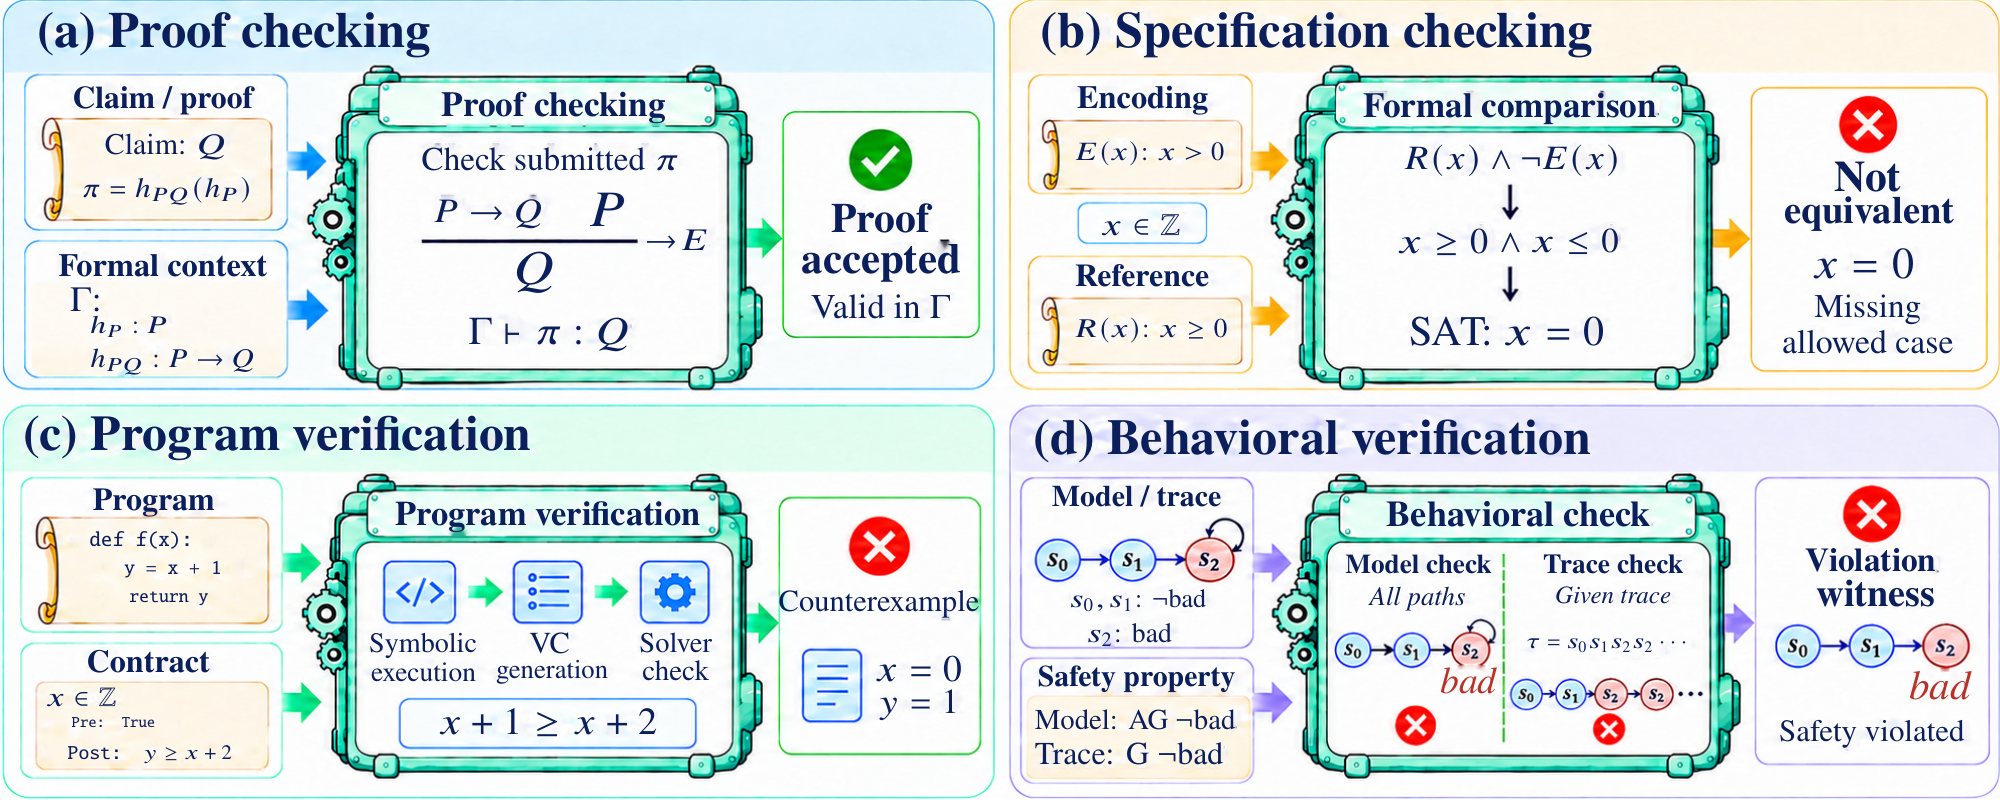 (a) Proof checking
Claim / proof
Claim: Q
π = h_PQ(h_P)
Formal context
Γ:
h_P : P
h_PQ : P → Q
Proof checking
Check submitted π
P → Q    P
→E
Q
Γ ⊢ π : Q
Proof
accepted
Valid in Γ
(b) Specification checking
Encoding
E(x): x > 0
x ∈ ℤ
Reference
R(x): x ≥ 0
Formal comparison
R(x) ∧ ¬E(x)
x ≥ 0 ∧ x ≤ 0
SAT: x = 0
Not
equivalent
x = 0
Missing
allowed case
(c) Program verification
Program
def f(x):
y = x + 1
return y
Contract
x ∈ ℤ
Pre: True
Post: y ≥ x + 2
Program verification
</>
Symbolic
execution
VC
generation
Solver
check
x + 1 ≥ x + 2
Counterexample
x = 0
y = 1
(d) Behavioral verification
Model / trace
s₀ s₁ s₂
s₀, s₁: ¬bad
s₂: bad
Safety property
Model: AG ¬bad
Trace: G ¬bad
Behavioral check
Model check
All paths
s₀ s₁ s₂
bad
Trace check
Given trace
τ = s₀s₁s₂s₂ ···
s₀ s₁ s₂ s₂ ···
Violation
witness
s₀ s₁ s₂
bad
Safety violated